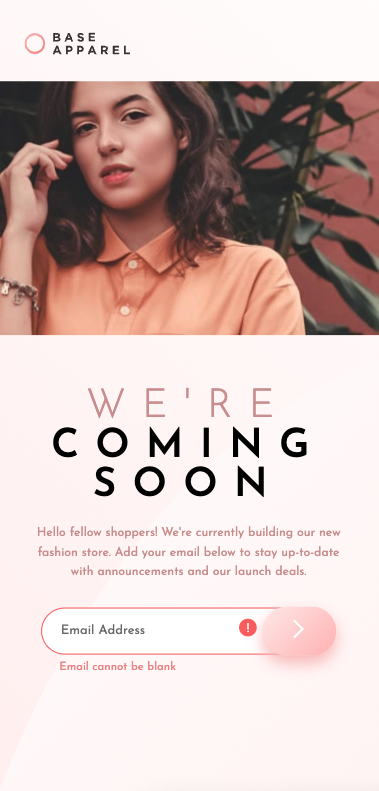 BASE
APPAREL
WE'RE
COMING
SOON
Hello fellow shoppers! We're currently building our new
fashion store. Add your email below to stay up-to-date
with announcements and our launch deals.
Email Address
!
Email cannot be blank